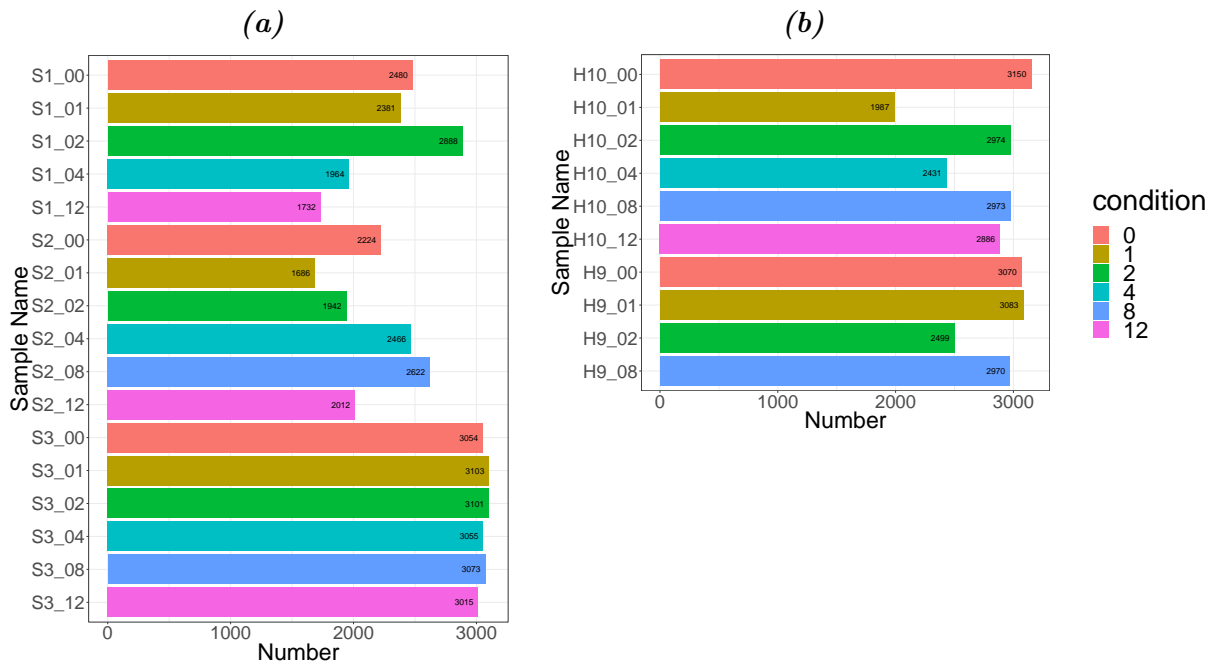 (a)
S1_00 2480
S1_01 2381
S1_02 2888
S1_04 1964
S1_12 1732
S2_00 2224
S2_01 1686
S2_02 1942
S2_04 2466
S2_08 2622
S2_12 2012
S3_00 3054
S3_01 3103
S3_02 3101
S3_04 3055
S3_08 3073
S3_12 3015
Sample Name
0 1000 2000 3000
Number
(b)
H10_00 3150
H10_01 1987
H10_02 2974
H10_04 2431
H10_08 2973
H10_12 2886
H9_00 3070
H9_01 3083
H9_02 2499
H9_08 2970
Sample Name
0 1000 2000 3000
Number
condition
0
1
2
4
8
12